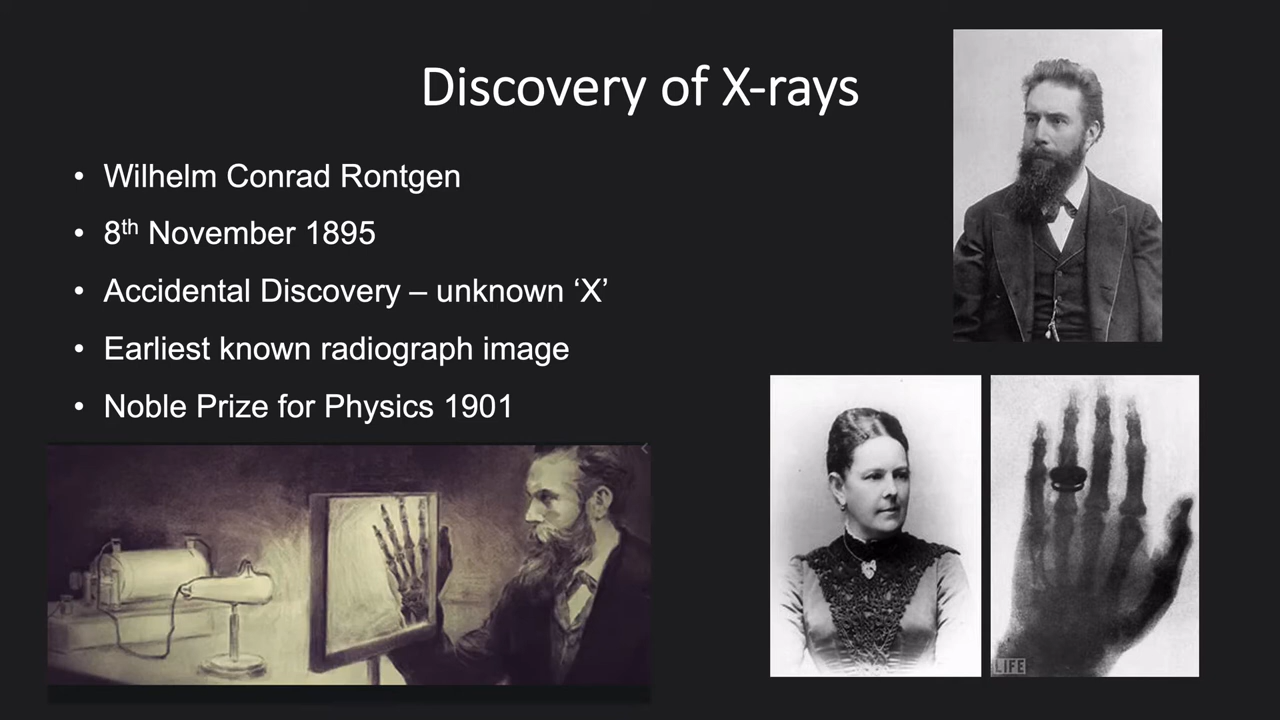 Discovery of X-rays
• Wilhelm Conrad Rontgen
• 8th November 1895
• Accidental Discovery – unknown ‘X’
• Earliest known radiograph image
• Noble Prize for Physics 1901
LIFE